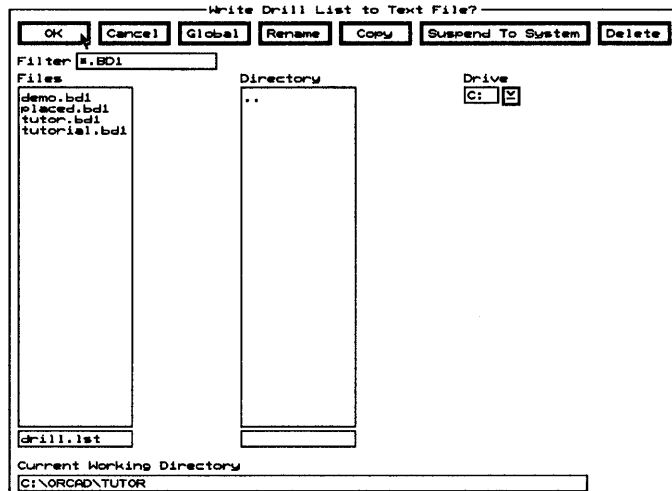 Write Drill List to Text File?
OK Cancel Global Rename Copy Suspend To System Delete
Filter *.BD1
Files Directory Drive
demo.bd1 .. C:
placed.bd1
tutor.bd1
tutorial.bd1
drill.lst
Current Working Directory
C:\ORCAD\TUTOR